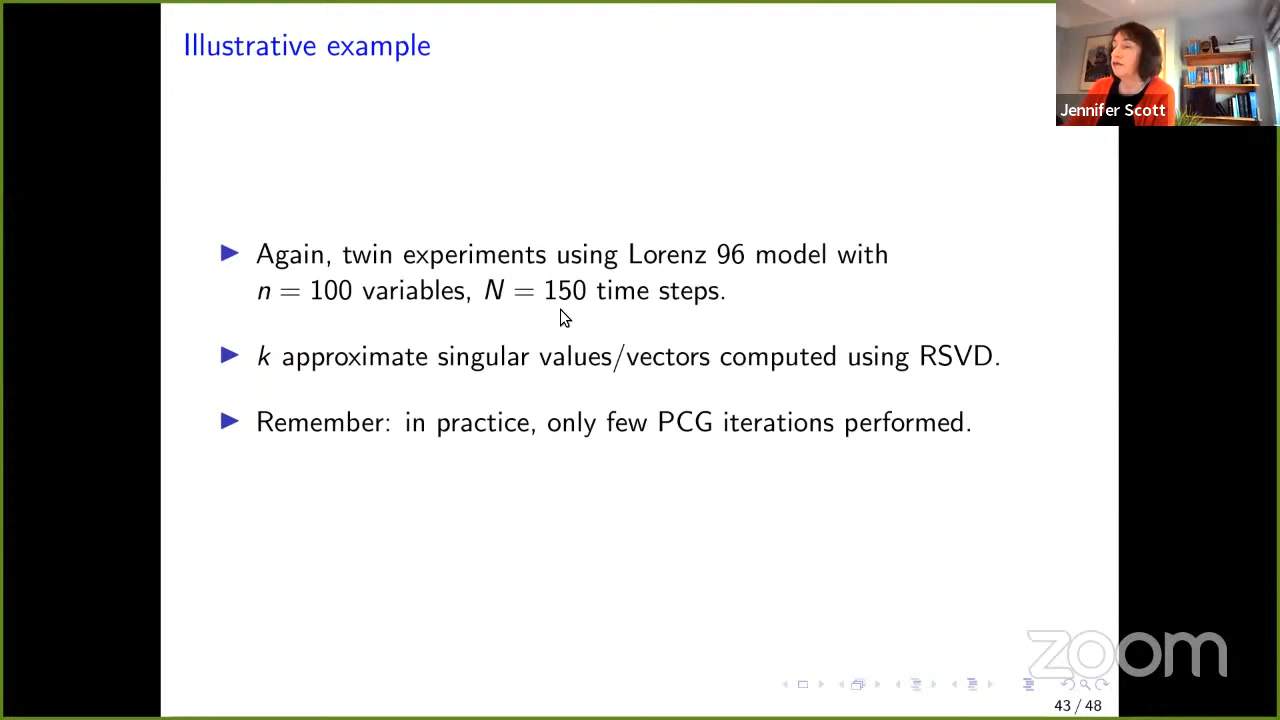 Illustrative example
Jennifer Scott
▶ Again, twin experiments using Lorenz 96 model with
n = 100 variables, N = 150 time steps.
▶ k approximate singular values/vectors computed using RSVD.
▶ Remember: in practice, only few PCG iterations performed.
zoom
43 / 48